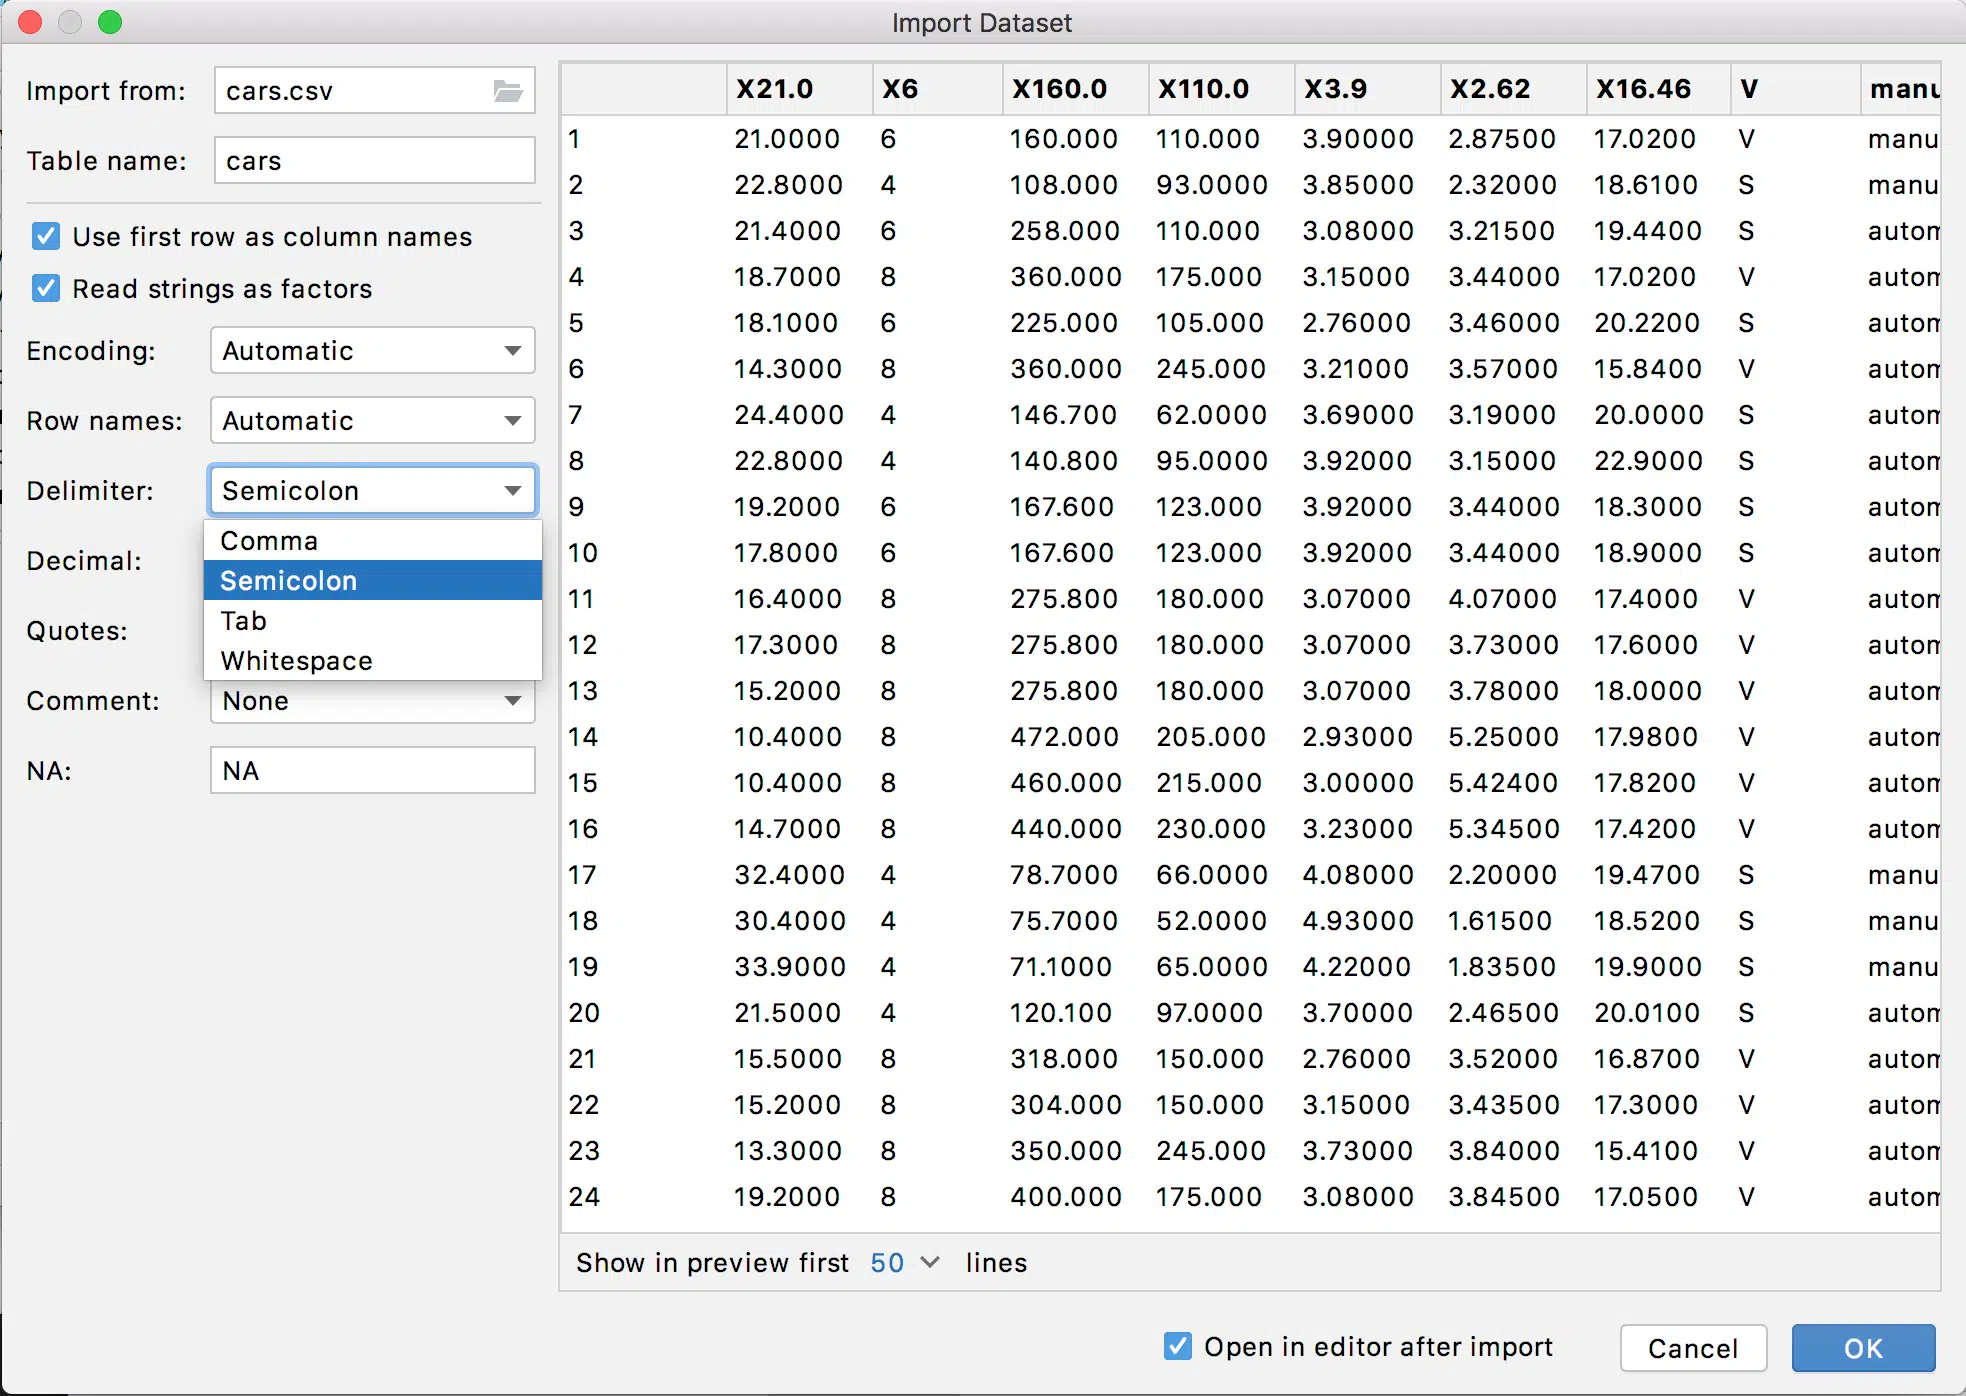 Import Dataset
Import from: cars.csv
Table name: cars
Use first row as column names
Read strings as factors
Encoding: Automatic
Row names: Automatic
Delimiter: Semicolon
Comma
Decimal:
Semicolon
Tab
Quotes:
Whitespace
Comment: None
NA: NA
X21.0 X6 X160.0 X110.0 X3.9 X2.62 X16.46 V manu
1 21.0000 6 160.000 110.000 3.90000 2.87500 17.0200 V manu
2 22.8000 4 108.000 93.0000 3.85000 2.32000 18.6100 S manu
3 21.4000 6 258.000 110.000 3.08000 3.21500 19.4400 S autom
4 18.7000 8 360.000 175.000 3.15000 3.44000 17.0200 V autom
5 18.1000 6 225.000 105.000 2.76000 3.46000 20.2200 S autom
6 14.3000 8 360.000 245.000 3.21000 3.57000 15.8400 V autom
7 24.4000 4 146.700 62.0000 3.69000 3.19000 20.0000 S autom
8 22.8000 4 140.800 95.0000 3.92000 3.15000 22.9000 S autom
9 19.2000 6 167.600 123.000 3.92000 3.44000 18.3000 S autom
10 17.8000 6 167.600 123.000 3.92000 3.44000 18.9000 S autom
11 16.4000 8 275.800 180.000 3.07000 4.07000 17.4000 V autom
12 17.3000 8 275.800 180.000 3.07000 3.73000 17.6000 V autom
13 15.2000 8 275.800 180.000 3.07000 3.78000 18.0000 V autom
14 10.4000 8 472.000 205.000 2.93000 5.25000 17.9800 V autom
15 10.4000 8 460.000 215.000 3.00000 5.42400 17.8200 V autom
16 14.7000 8 440.000 230.000 3.23000 5.34500 17.4200 V autom
17 32.4000 4 78.7000 66.0000 4.08000 2.20000 19.4700 S manu
18 30.4000 4 75.7000 52.0000 4.93000 1.61500 18.5200 S manu
19 33.9000 4 71.1000 65.0000 4.22000 1.83500 19.9000 S manu
20 21.5000 4 120.100 97.0000 3.70000 2.46500 20.0100 S autom
21 15.5000 8 318.000 150.000 2.76000 3.52000 16.8700 V autom
22 15.2000 8 304.000 150.000 3.15000 3.43500 17.3000 V autom
23 13.3000 8 350.000 245.000 3.73000 3.84000 15.4100 V autom
24 19.2000 8 400.000 175.000 3.08000 3.84500 17.0500 V autom
Show in preview first 50 lines
Open in editor after import
Cancel
OK